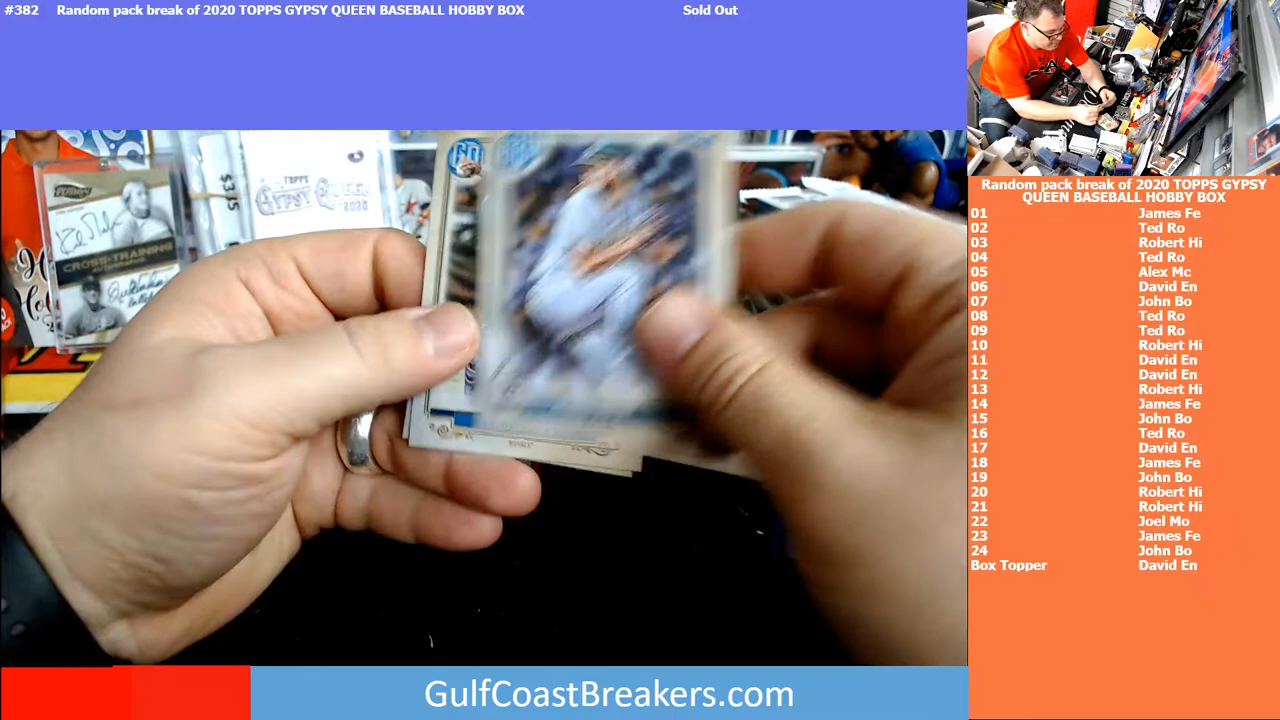 #382 Random pack break of 2020 TOPPS GYPSY QUEEN BASEBALL HOBBY BOX Sold Out
TOPPS
GYPSY QUEEN
2020
$315
CROSS-TRAINING
Random pack break of 2020 TOPPS GYPSY
QUEEN BASEBALL HOBBY BOX
01 James Fe
02 Ted Ro
03 Robert Hi
04 Ted Ro
05 Alex Mc
06 David En
07 John Bo
08 Ted Ro
09 Ted Ro
10 Robert Hi
11 David En
12 David En
13 Robert Hi
14 James Fe
15 John Bo
16 Ted Ro
17 David En
18 James Fe
19 John Bo
20 Robert Hi
21 Robert Hi
22 Joel Mo
23 James Fe
24 John Bo
Box Topper David En
GulfCoastBreakers.com